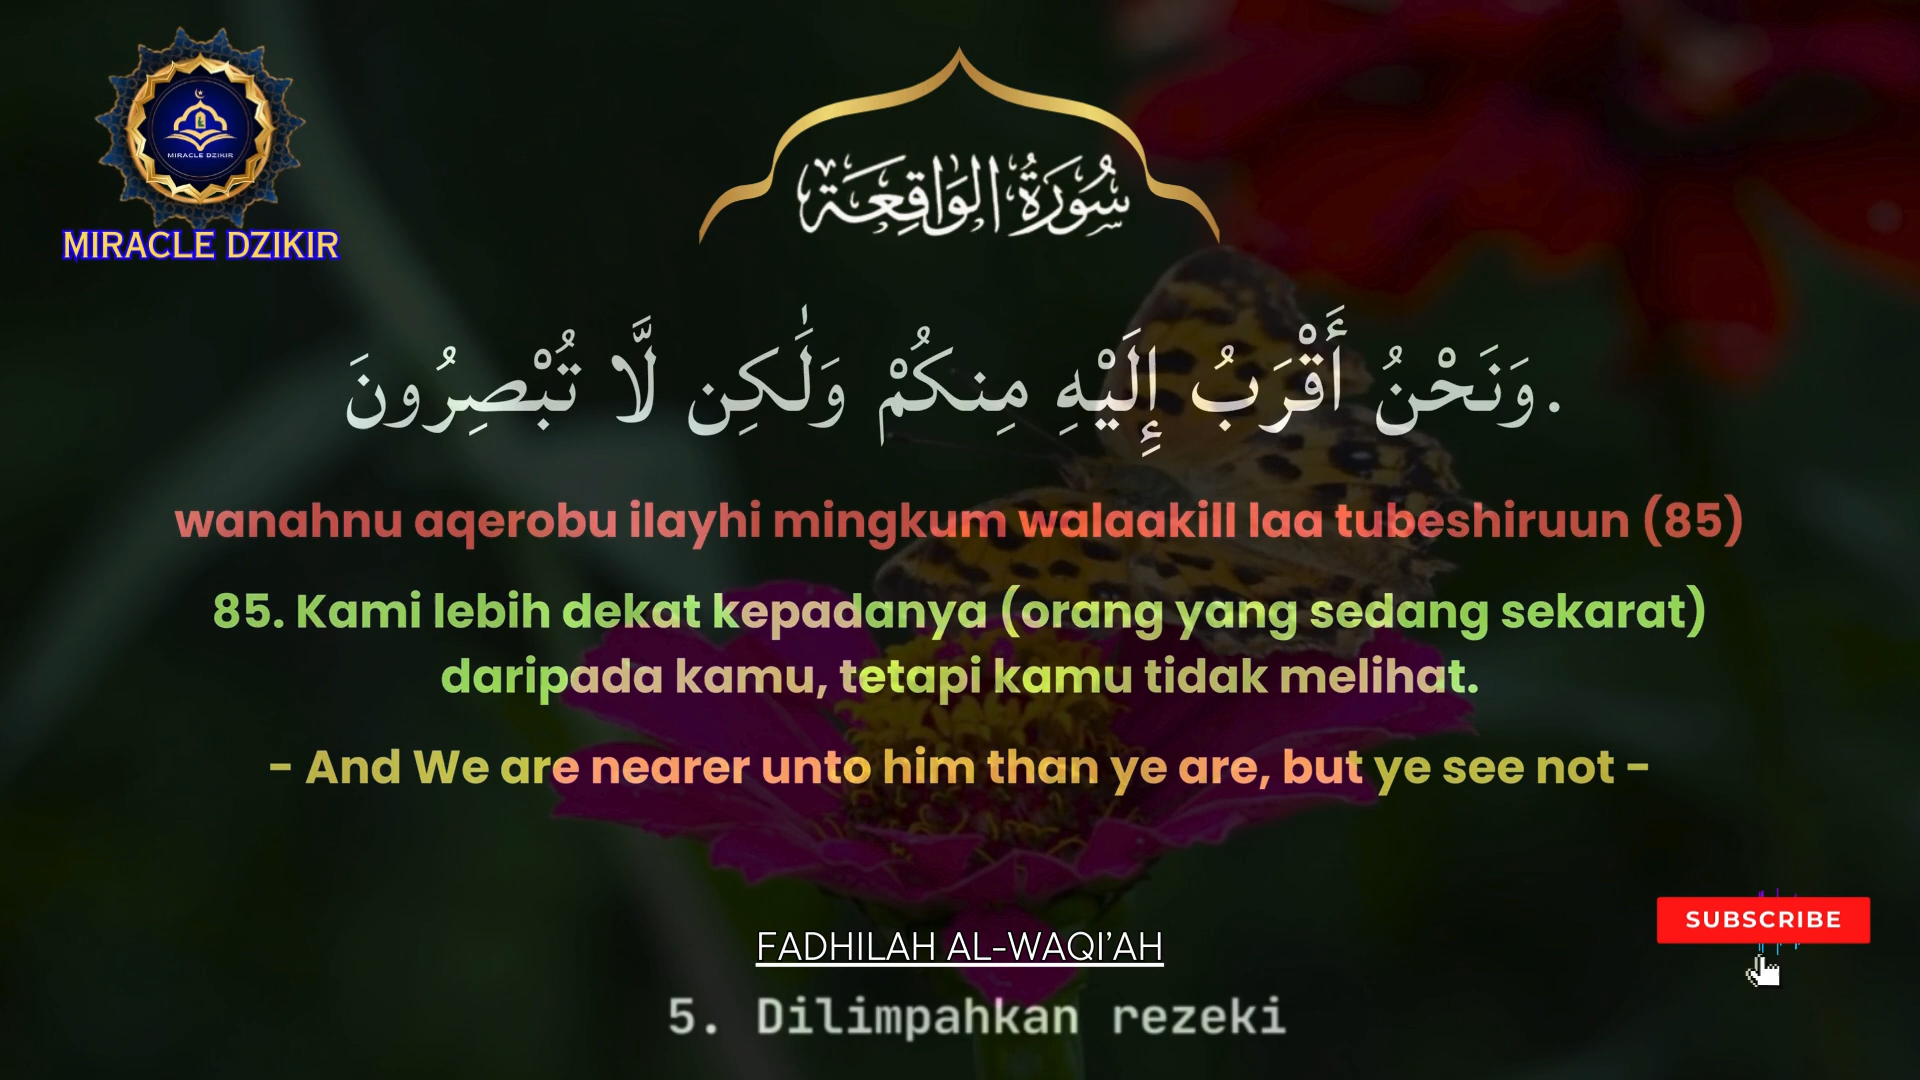 MIRACLE DZIKIR
MIRACLE DZIKIR
سُورَةُ الوَاقِعَة
وَنَحْنُ أَقْرَبُ إِلَيْهِ مِنكُمْ وَلَٰكِن لَّا تُبْصِرُونَ.
wanahnu aqerobu ilayhi mingkum walaakill laa tubeshiruun (85)
85. Kami lebih dekat kepadanya (orang yang sedang sekarat)
daripada kamu, tetapi kamu tidak melihat.
- And We are nearer unto him than ye are, but ye see not -
SUBSCRIBE
FADHILAH AL-WAQI'AH
5. Dilimpahkan rezeki